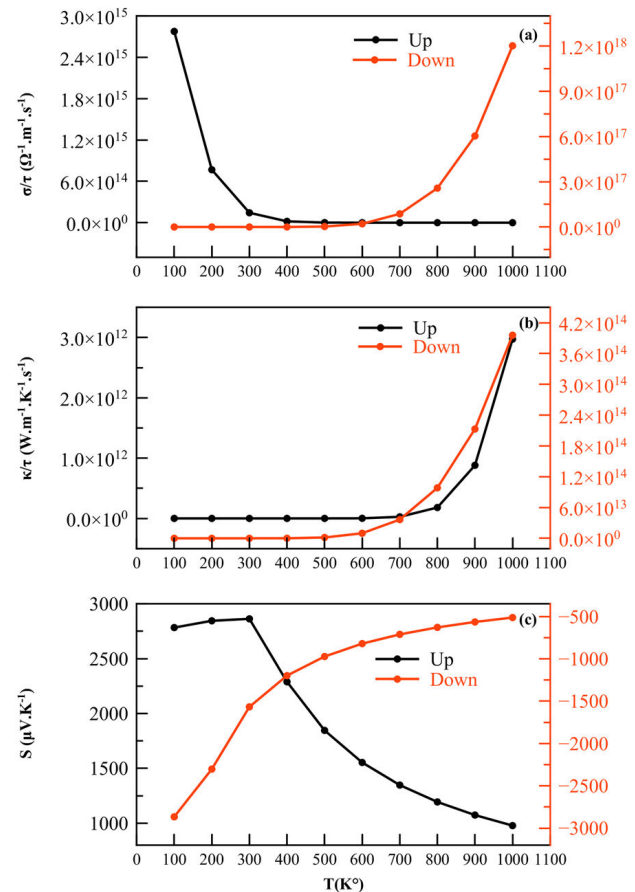 3.0×10¹⁵
2.4×10¹⁵
1.8×10¹⁵
1.2×10¹⁵
6.0×10¹⁴
0.0×10⁰
σ/τ (Ω⁻¹.m⁻¹.s⁻¹)
(a)
Up
Down
1.2×10¹⁸
9.0×10¹⁷
6.0×10¹⁷
3.0×10¹⁷
0.0×10⁰
0 100 200 300 400 500 600 700 800 900 1000 1100
3.0×10¹²
2.0×10¹²
1.0×10¹²
0.0×10⁰
κ/τ (W.m⁻¹.K⁻¹.s⁻¹)
(b)
Up
Down
4.2×10¹⁴
3.6×10¹⁴
3.0×10¹⁴
2.4×10¹⁴
1.8×10¹⁴
1.2×10¹⁴
6.0×10¹³
0.0×10⁰
0 100 200 300 400 500 600 700 800 900 1000 1100
3000
2500
2000
1500
1000
S (µV.K⁻¹)
(c)
Up
Down
−500
−1000
−1500
−2000
−2500
−3000
0 100 200 300 400 500 600 700 800 900 1000 1100
T(K°)